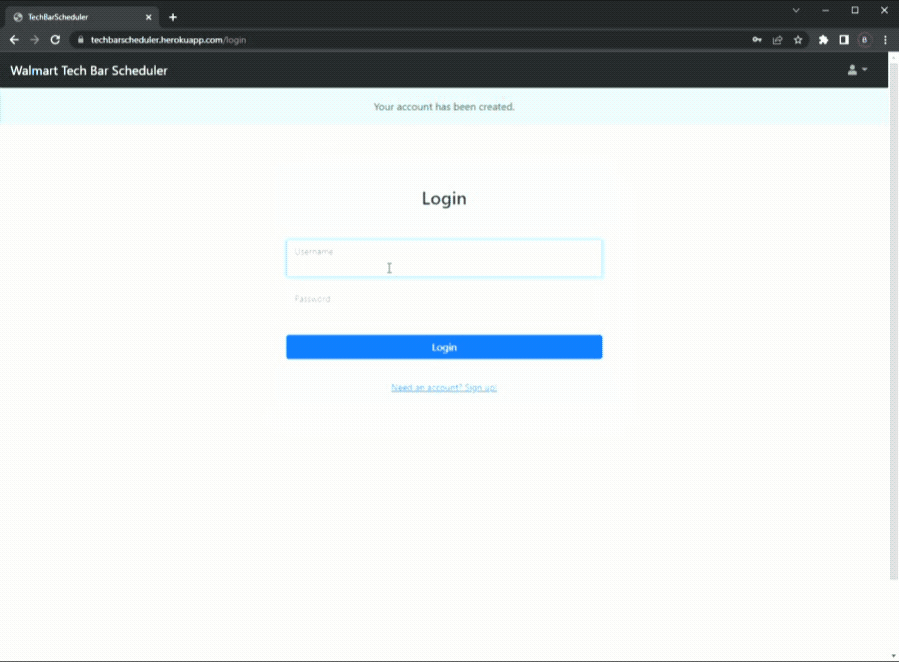 TechBarScheduler
techbarscheduler.herokuapp.com/login
B
Walmart Tech Bar Scheduler
Your account has been created.
Login
Username
Password
Login
Need an account? Sign up!